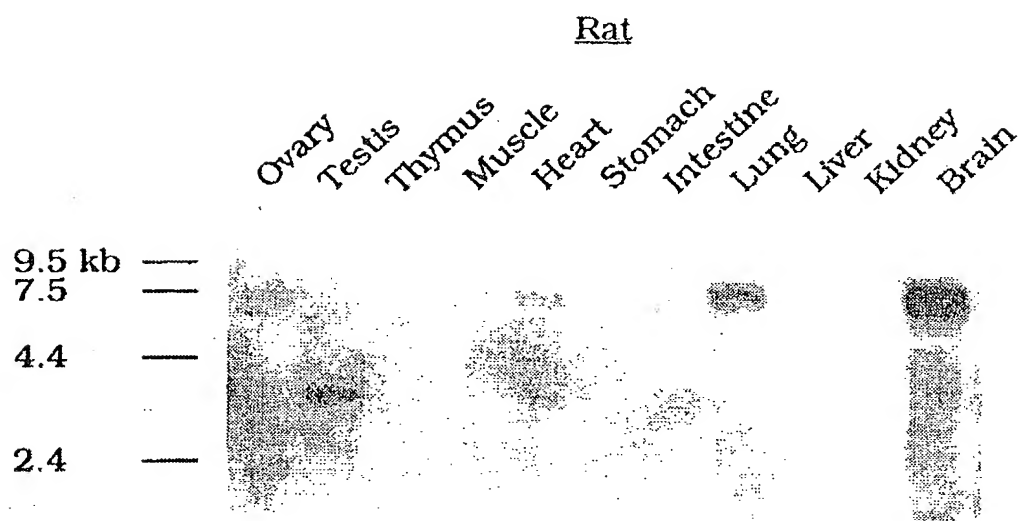 Rat
Ovary
Testis
Thymus
Muscle
Heart
Stomach
Intestine
Lung
Liver
Kidney
Brain
9.5 kb
7.5
4.4
2.4